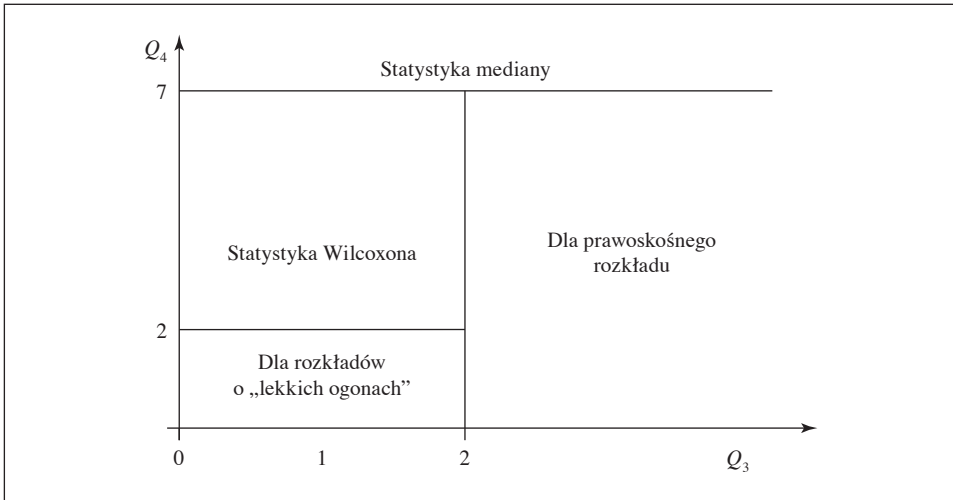 Q4
Statystyka mediany
7
Statystyka Wilcoxona
Dla prawoskośnego
rozkładu
2
Dla rozkładów
o „lekkich ogonach”
0
1
2
Q3